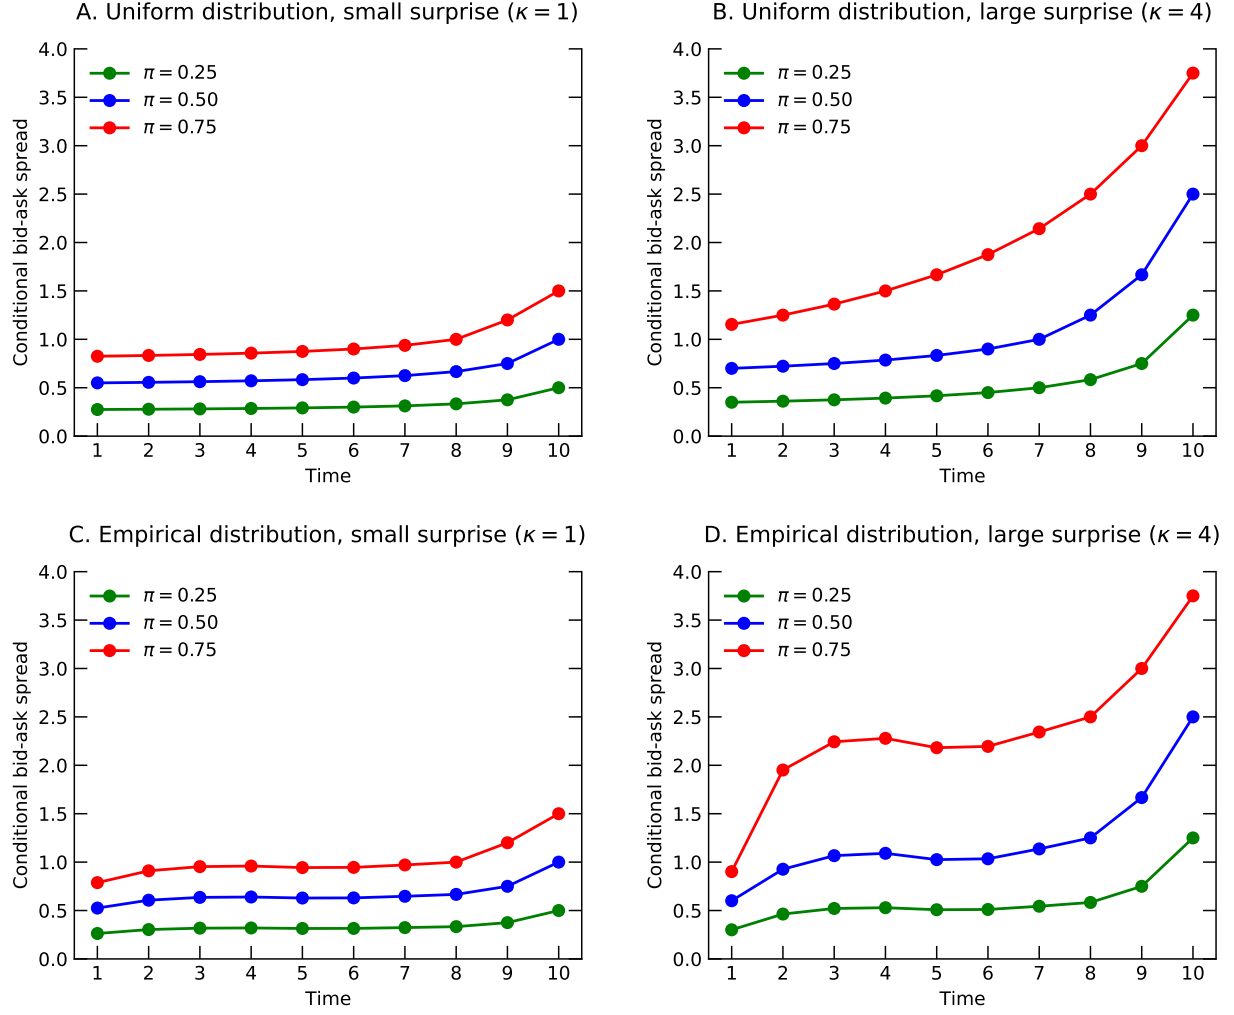 A. Uniform distribution, small surprise (κ = 1)
4.0
3.5
3.0
2.5
2.0
1.5
1.0
0.5
0.0
Conditional bid-ask spread
π = 0.25
π = 0.50
π = 0.75
1 2 3 4 5 6 7 8 9 10
Time
B. Uniform distribution, large surprise (κ = 4)
4.0
3.5
3.0
2.5
2.0
1.5
1.0
0.5
0.0
Conditional bid-ask spread
π = 0.25
π = 0.50
π = 0.75
1 2 3 4 5 6 7 8 9 10
Time
C. Empirical distribution, small surprise (κ = 1)
4.0
3.5
3.0
2.5
2.0
1.5
1.0
0.5
0.0
Conditional bid-ask spread
π = 0.25
π = 0.50
π = 0.75
1 2 3 4 5 6 7 8 9 10
Time
D. Empirical distribution, large surprise (κ = 4)
4.0
3.5
3.0
2.5
2.0
1.5
1.0
0.5
0.0
Conditional bid-ask spread
π = 0.25
π = 0.50
π = 0.75
1 2 3 4 5 6 7 8 9 10
Time